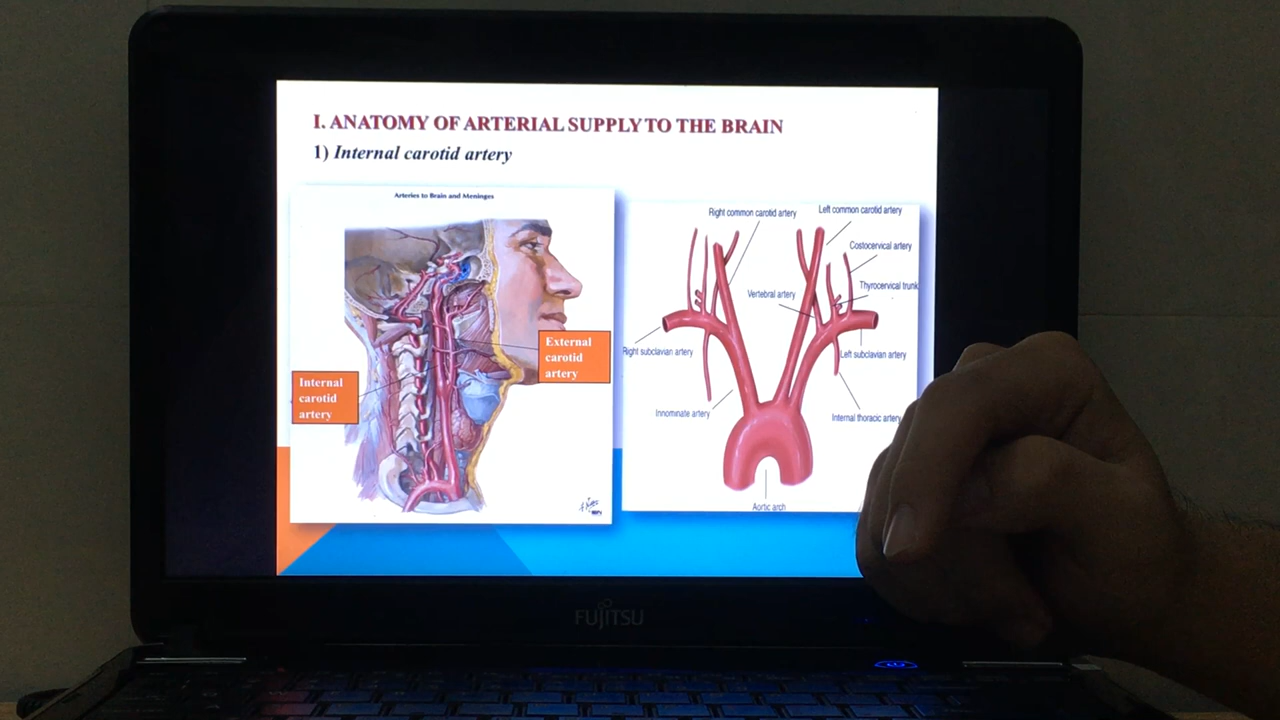 I. ANATOMY OF ARTERIAL SUPPLY TO THE BRAIN
1) Internal carotid artery
Arteries to Brain and Meninges
External
carotid
artery
Internal
carotid
artery
Right common carotid artery
Left common carotid artery
Costocervical artery
Thyrocervical trunk
Vertebral artery
Right subclavian artery
Left subclavian artery
Innominate artery
Internal thoracic artery
Aortic arch
FUJITSU